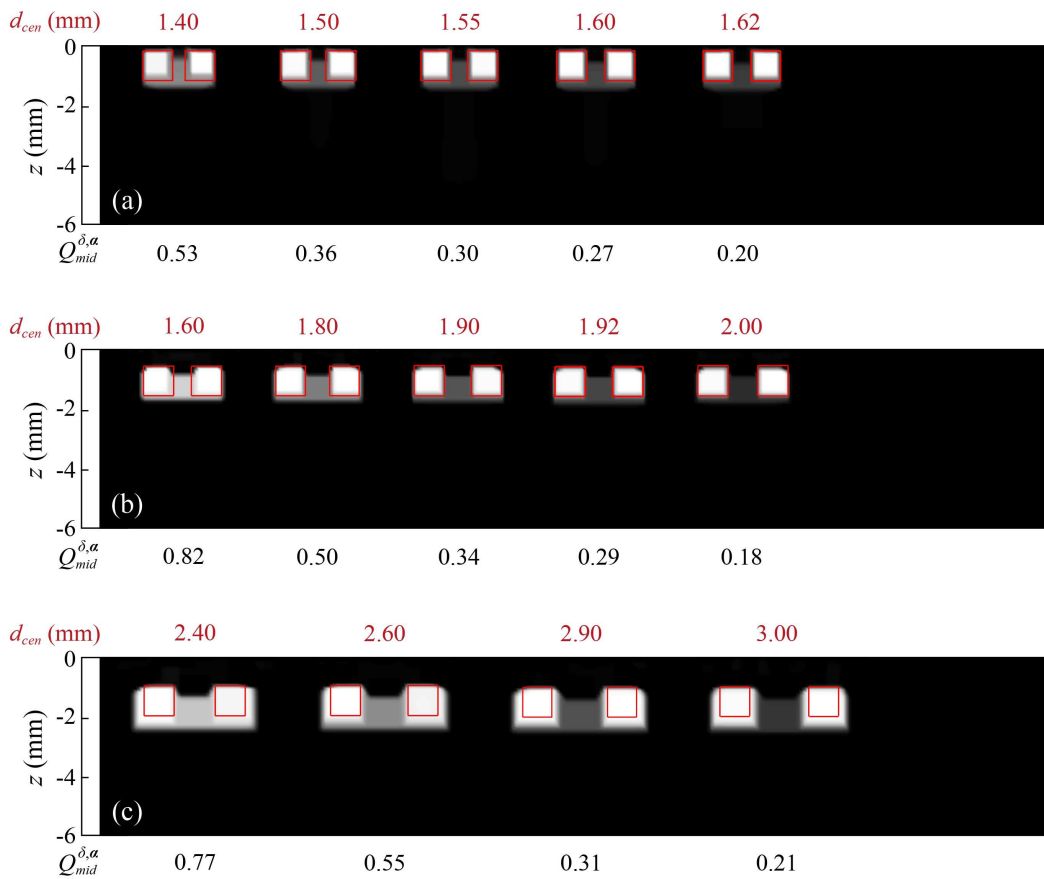 d_cen (mm) 1.40 1.50 1.55 1.60 1.62
0
-2
z (mm)
-4
(a)
-6
Q_mid^δ,α 0.53 0.36 0.30 0.27 0.20
d_cen (mm) 1.60 1.80 1.90 1.92 2.00
0
-2
z (mm)
-4
(b)
-6
Q_mid^δ,α 0.82 0.50 0.34 0.29 0.18
d_cen (mm) 2.40 2.60 2.90 3.00
0
-2
z (mm)
-4
(c)
-6
Q_mid^δ,α 0.77 0.55 0.31 0.21